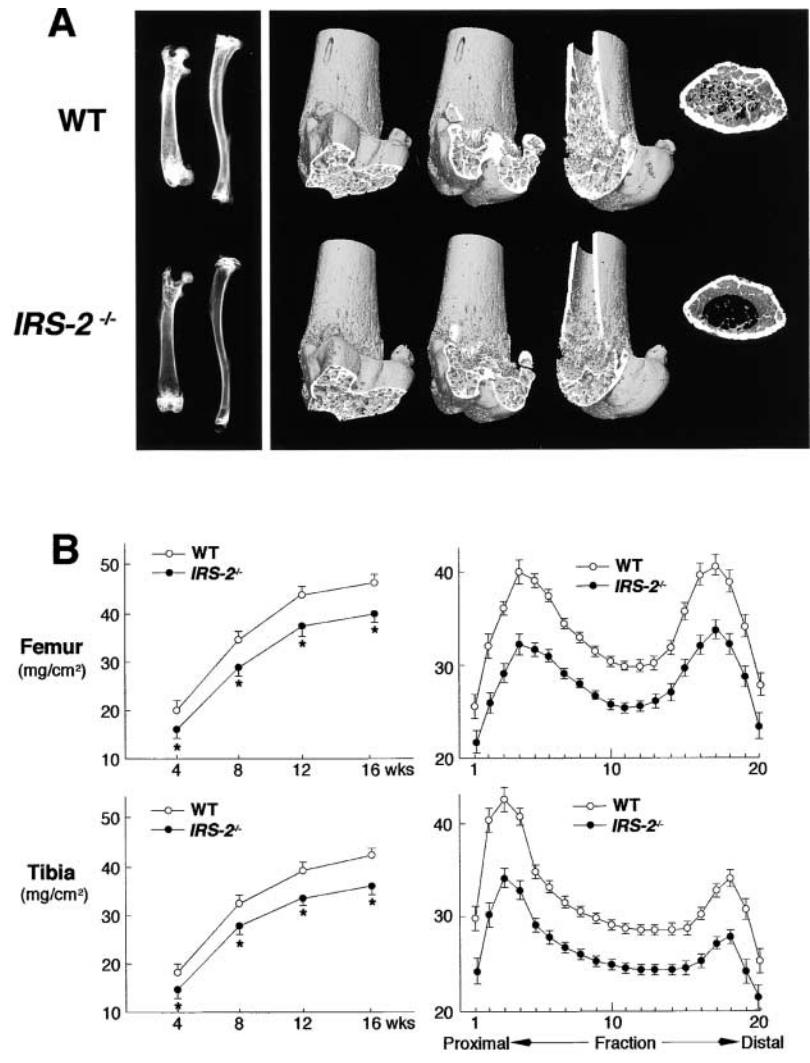 A
WT
IRS-2 -/-
B
WT
IRS-2-/-
50
40
30
20
10
Femur
(mg/cm²)
*
*
*
*
4 8 12 16 wks
WT
IRS-2-/-
40
30
20
1 10 20
WT
IRS-2-/-
50
40
30
20
10
Tibia
(mg/cm²)
*
*
*
*
4 8 12 16 wks
WT
IRS-2-/-
40
30
20
1 10 20
Proximal Fraction Distal